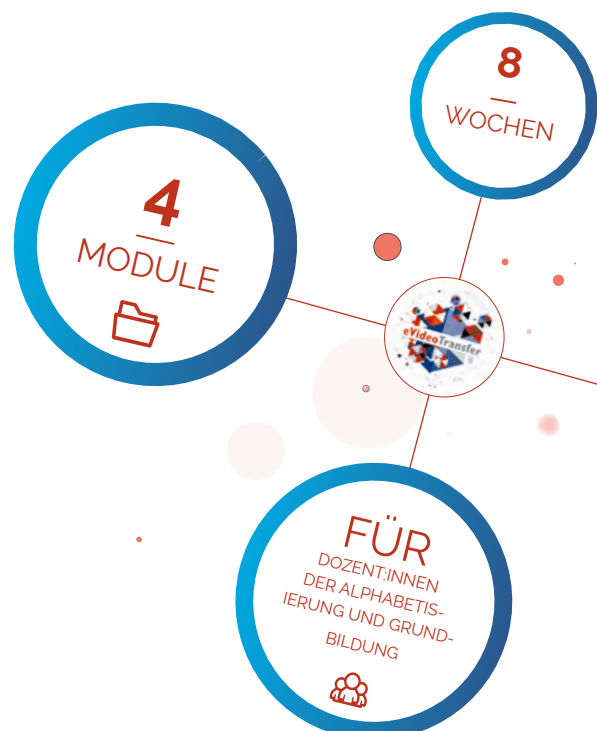 8
WOCHEN
4
MODULE
eVideoTransfer
FÜR
DOZENT:INNEN
DER ALPHABETIS-
IERUNG UND GRUND-
BILDUNG